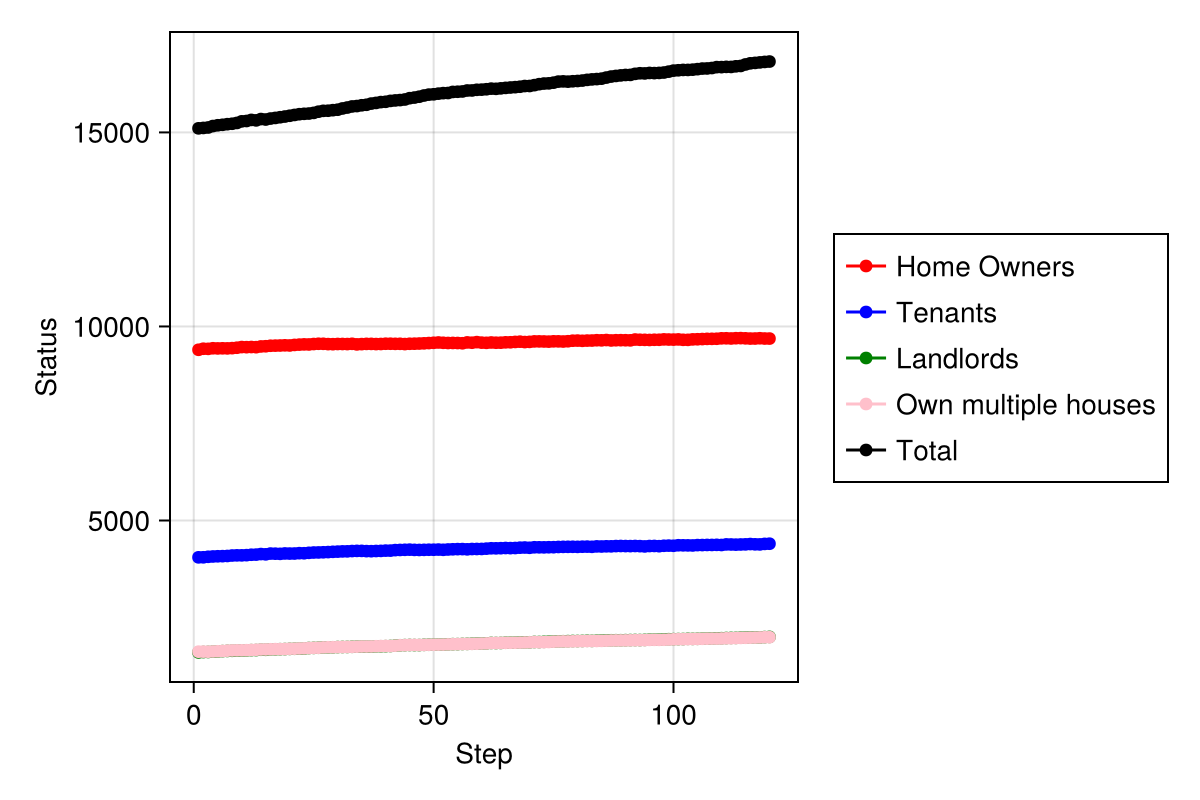 15000
10000
5000
Status
0
50
100
Step
Home Owners
Tenants
Landlords
Own multiple houses
Total